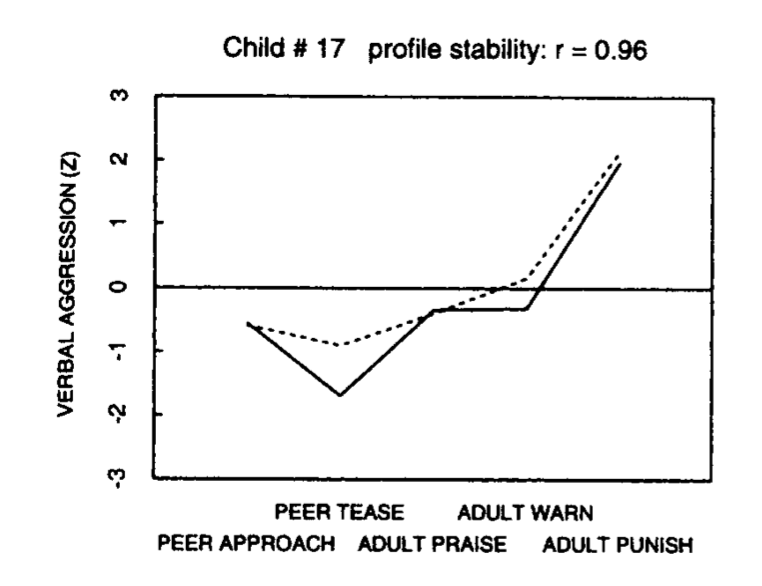 Child # 17 profile stability: r = 0.96
3
2
1
0
-1
-2
-3
VERBAL AGGRESSION (Z)
PEER TEASE ADULT WARN
PEER APPROACH ADULT PRAISE ADULT PUNISH